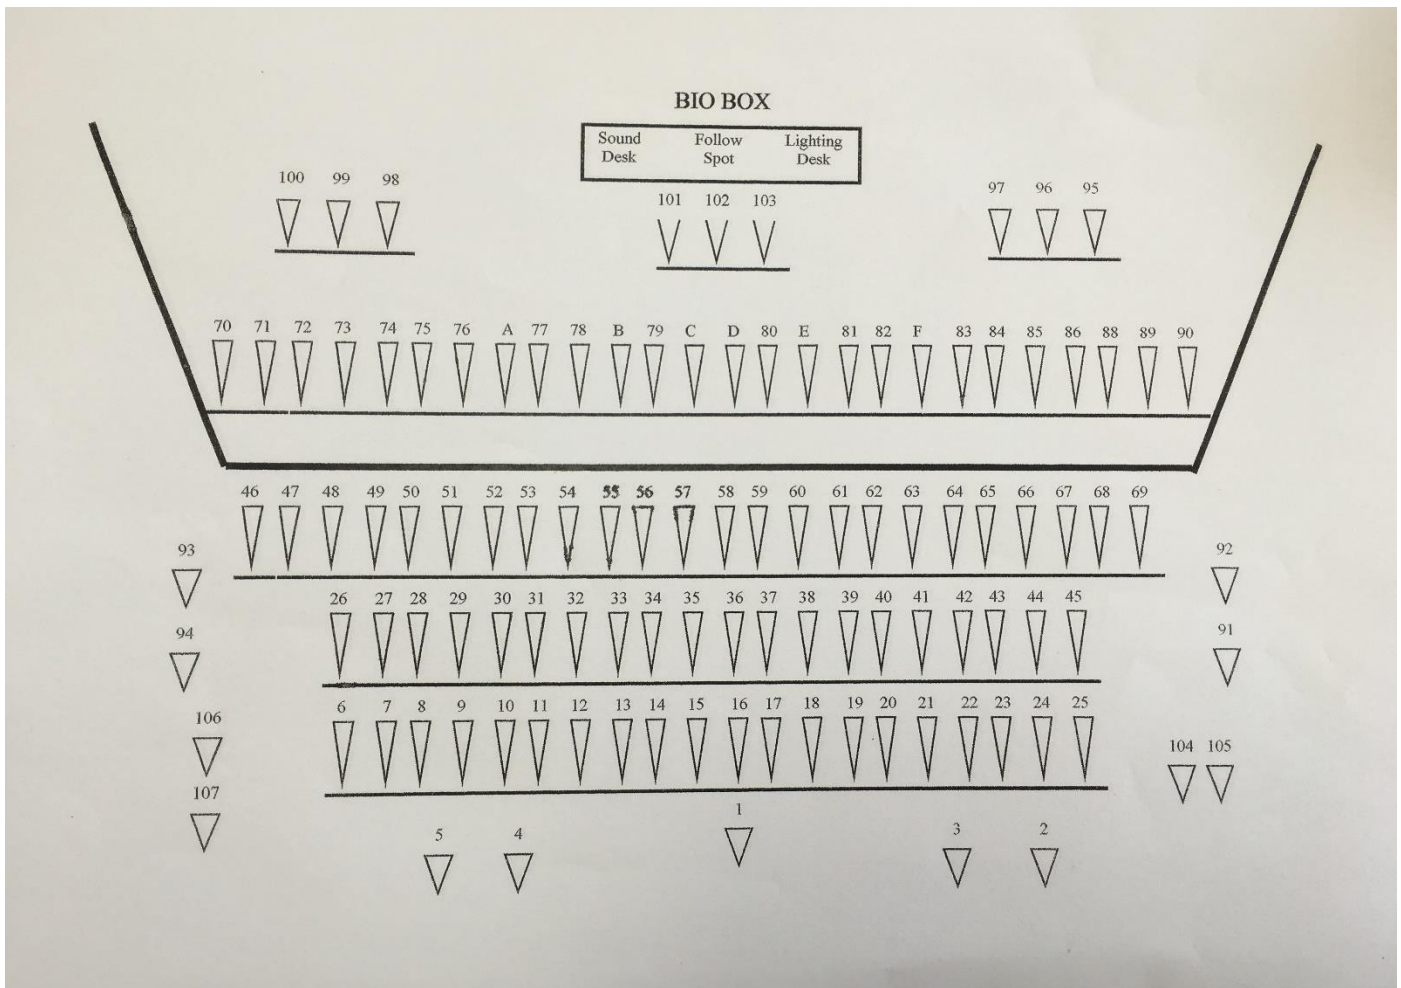 BIO BOX
Sound Follow Lighting
Desk Spot Desk
100 99 98
101 102 103
97 96 95
70 71 72 73 74 75 76 A 77 78 B 79 C D 80 E 81 82 F 83 84 85 86 88 89 90
46 47 48 49 50 51 52 53 54 55 56 57 58 59 60 61 62 63 64 65 66 67 68 69
93 92
26 27 28 29 30 31 32 33 34 35 36 37 38 39 40 41 42 43 44 45
94 91
6 7 8 9 10 11 12 13 14 15 16 17 18 19 20 21 22 23 24 25
106
104 105
107
1
5 4 3 2